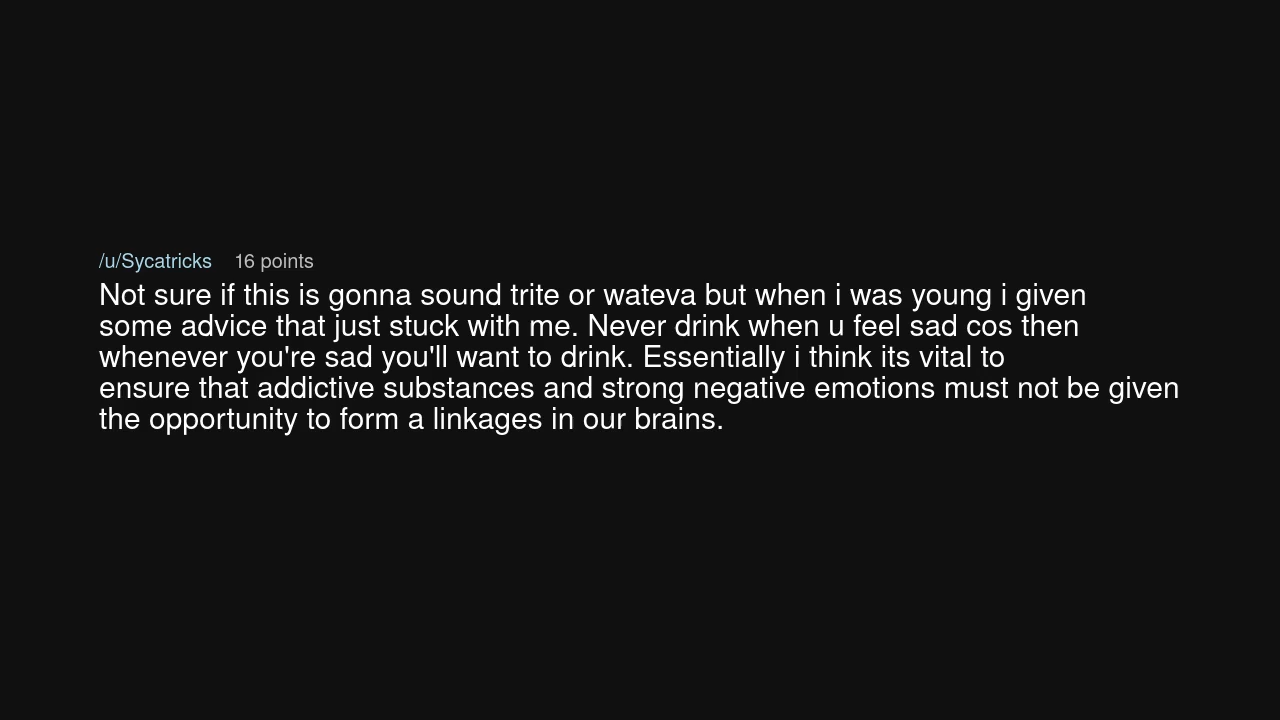 /u/Sycatricks 16 points
Not sure if this is gonna sound trite or wateva but when i was young i given
some advice that just stuck with me. Never drink when u feel sad cos then
whenever you're sad you'll want to drink. Essentially i think its vital to
ensure that addictive substances and strong negative emotions must not be given
the opportunity to form a linkages in our brains.